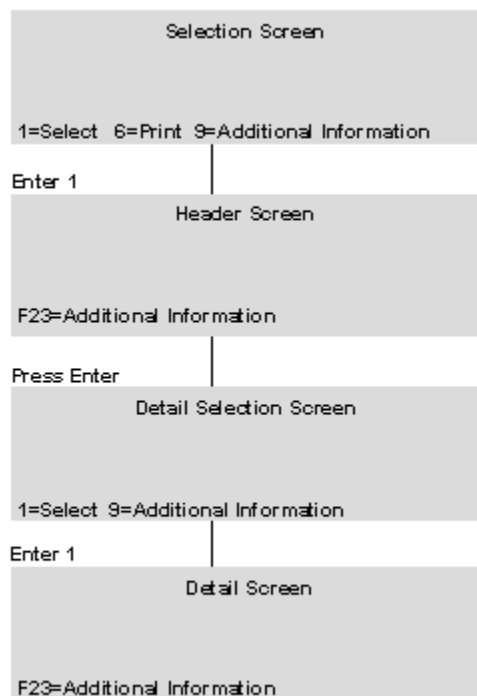 Selection Screen
1=Select 6=Print 9=Additional Information
Enter 1
Header Screen
F23=Additional Information
Press Enter
Detail Selection Screen
1=Select 9=Additional Information
Enter 1
Detail Screen
F23=Additional Information